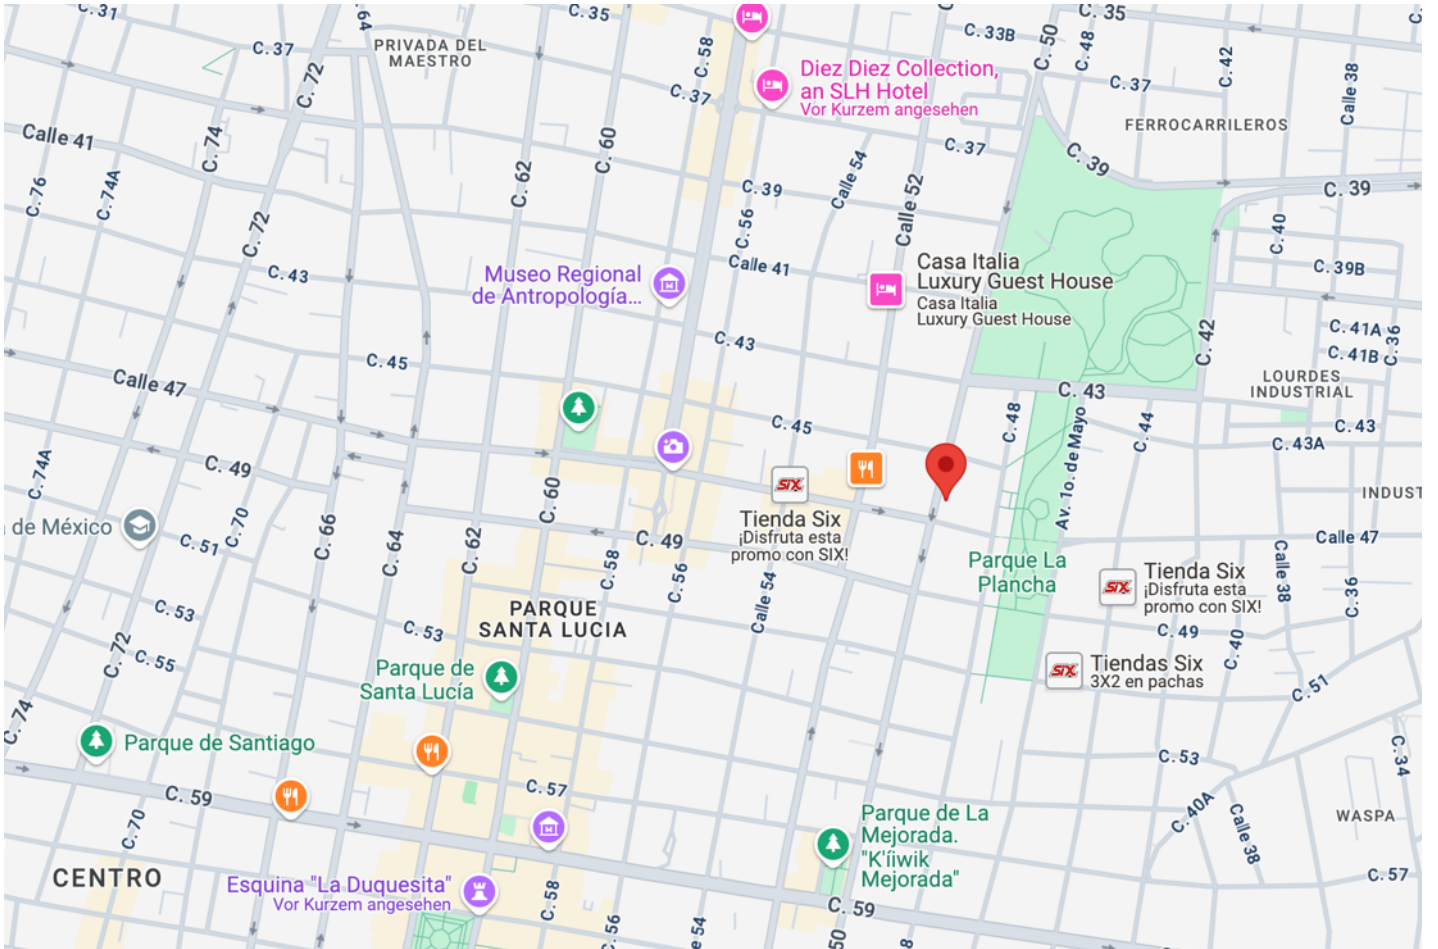 C. 31
C. 64
C. 35
C. 35
C. 37
PRIVADA DEL
MAESTRO
C. 72
C. 58
C. 37
Diez Diez Collection,
an SLH Hotel
Vor Kurzem angesehen
C. 33B
C. 50
C. 48
C. 37
C. 42
Calle 38
FERROCARRILEROS
Calle 41
C. 74
C. 76
C. 74A
C. 72
C. 62
C. 60
C. 39
C. 56
Calle 54
Calle 52
C. 37
C. 39
C. 39
C. 40
C. 43
Museo Regional
de Antropología...
Calle 41
Casa Italia
Luxury Guest House
Casa Italia
Luxury Guest House
C. 39B
C. 41A
C. 41B
C. 36
C. 42
C. 43
C. 45
Calle 47
LOURDES
INDUSTRIAL
C. 43
C. 48
Av. 1o. de Mayo
C. 44
C. 43
C. 43A
C. 45
C. 49
C. 74A
C. 70
de México
C. 51
C. 66
C. 64
C. 62
C. 60
C. 49
Tienda Six
¡Disfruta esta
promo con SIX!
SIX
INDUST
Calle 47
Parque La
Plancha
SIX
Tienda Six
¡Disfruta esta
promo con SIX!
Calle 38
C. 36
C. 58
C. 56
Calle 54
C. 53
PARQUE
SANTA LUCIA
C. 53
C. 49
C. 40
C. 72
C. 55
Parque de
Santa Lucía
SIX
Tiendas Six
3X2 en pachas
C. 51
C. 74
Parque de Santiago
C. 53
C. 34
C. 59
C. 57
C. 70
Parque de La
Mejorada.
"K'íiwik
Mejorada"
C. 40A
Calle 38
WASPA
CENTRO
Esquina "La Duquesita"
Vor Kurzem angesehen
C. 58
C. 59
C. 57
C. 56
54
50
8